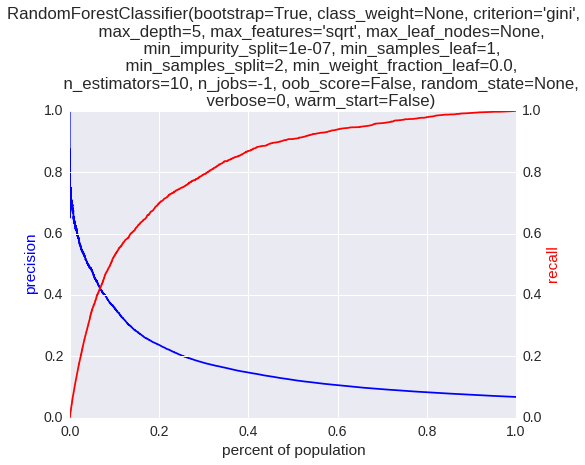 RandomForestClassifier(bootstrap=True, class_weight=None, criterion='gini',
max_depth=5, max_features='sqrt', max_leaf_nodes=None,
min_impurity_split=1e-07, min_samples_leaf=1,
min_samples_split=2, min_weight_fraction_leaf=0.0,
n_estimators=10, n_jobs=-1, oob_score=False, random_state=None,
verbose=0, warm_start=False)
1.0
0.8
0.6
0.4
0.2
0.0
precision
1.0
0.8
0.6
0.4
0.2
0.0
recall
0.0 0.2 0.4 0.6 0.8 1.0
percent of population